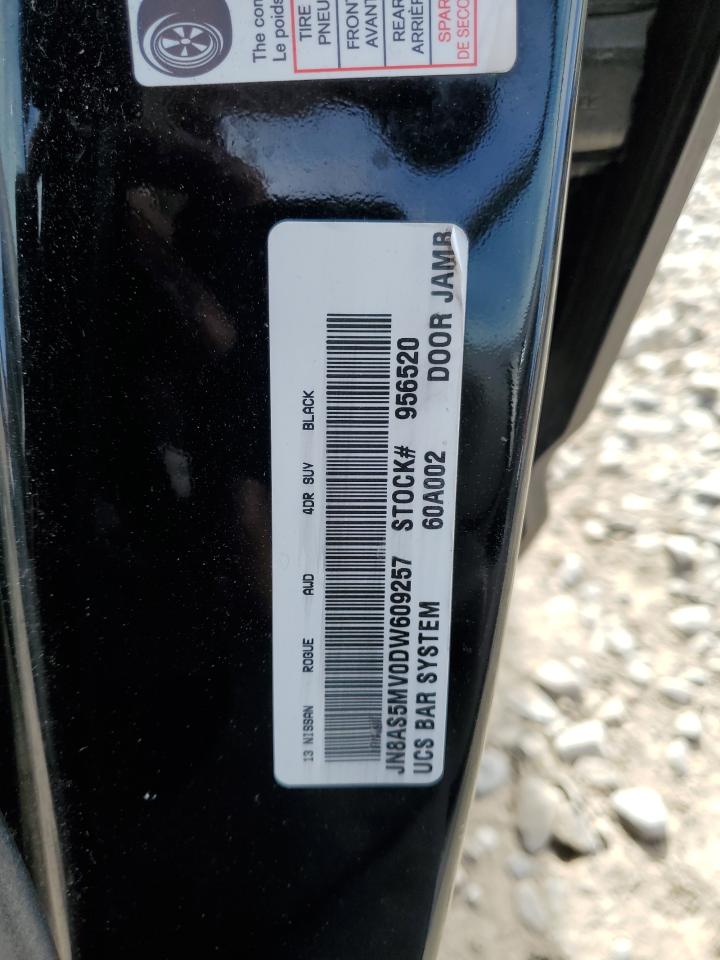 The con
Le poids
TIRE
PNEU
FRONT
AVANT
REAR
ARRIÈR
SPAR
DE SECO
13 NISSAN ROGUE AWD 4DR SUV BLACK
JN8AS5MV0DW609257 STOCK# 956520
UCS BAR SYSTEM 60A002 DOOR JAMB